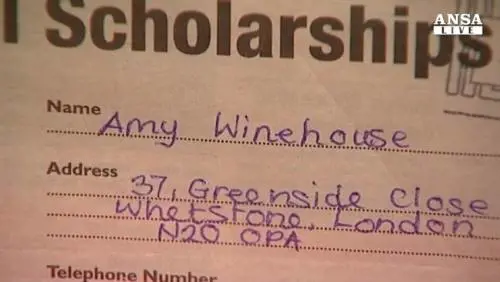 ANSA
LIVE
l Scholarships
Name Amy Winehouse
Address 37, Greenside Close
Whetstone, London
N20 0PA
Telephone Number